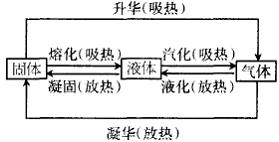 升华(吸热)
熔化(吸热) 汽化(吸热)
固体 液体 气体
凝固(放热) 液化(放热)
凝华(放热)